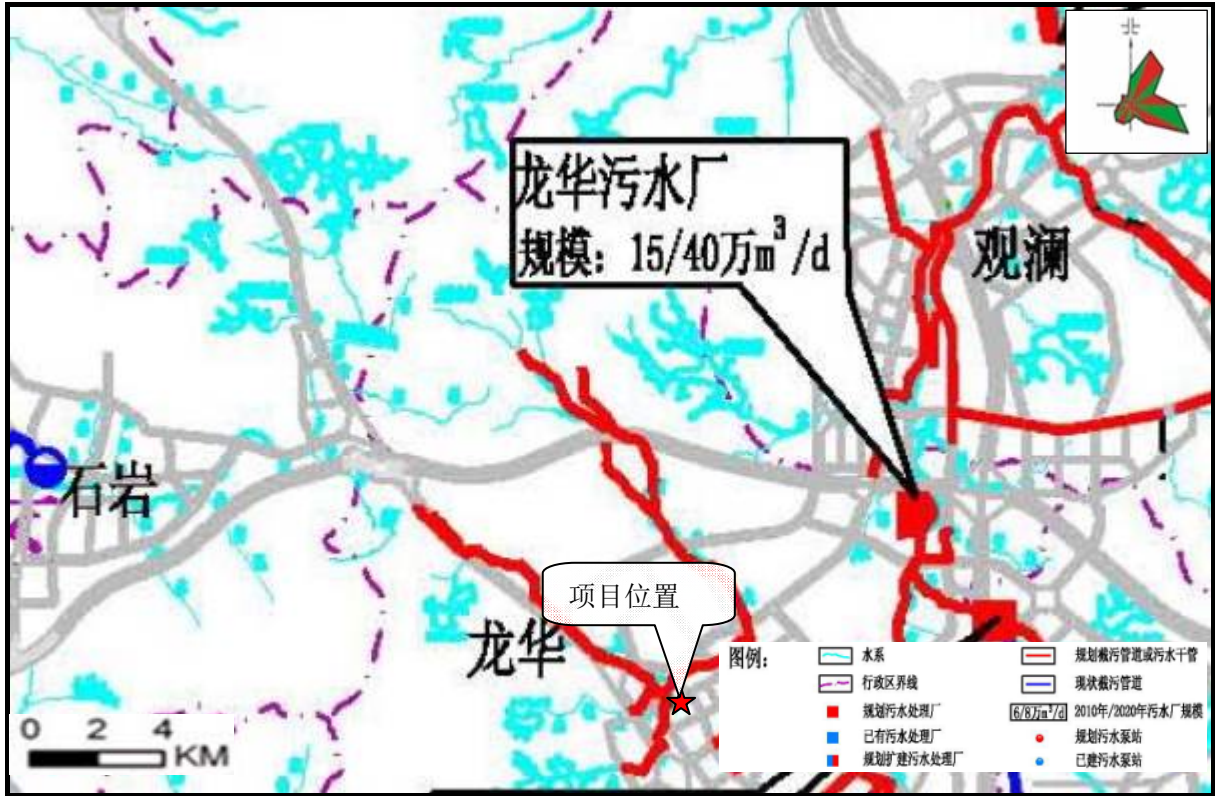 北
龙华污水厂
规模: 15/40万m³/d
观澜
石岩
项目位置
龙华
图例:
水系
规划截污管道或污水干管
行政区界线
现状截污管道
规划污水处理厂
6/8万m³/d 2010年/2020年污水厂规模
已有污水处理厂
规划污水泵站
规划扩建污水处理厂
已建污水泵站
0 2 4
KM